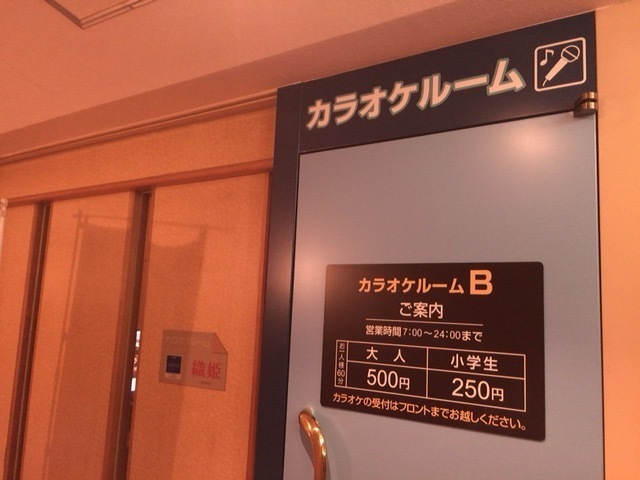 カラオケルーム
カラオケルームB
ご案内
営業時間7:00〜24:00まで
お一人様60分
大人 小学生
500円 250円
カラオケの受付はフロントまでお越しください。
織姫